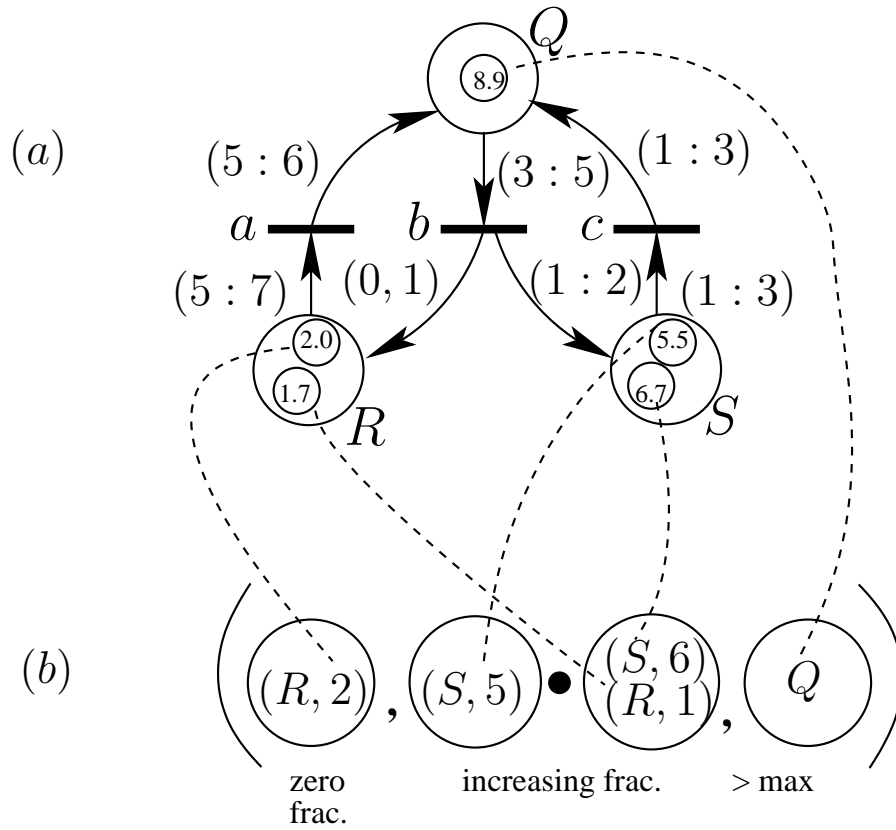 Q
8.9
(a)
(5 : 6)
(3 : 5)
(1 : 3)
a
b
c
(5 : 7)
(0, 1)
(1 : 2)
(1 : 3)
2.0
1.7
R
5.5
6.7
S
(b)
(R, 2) , (S, 5) • (S, 6) (R, 1) , Q
zero frac.
increasing frac.
> max